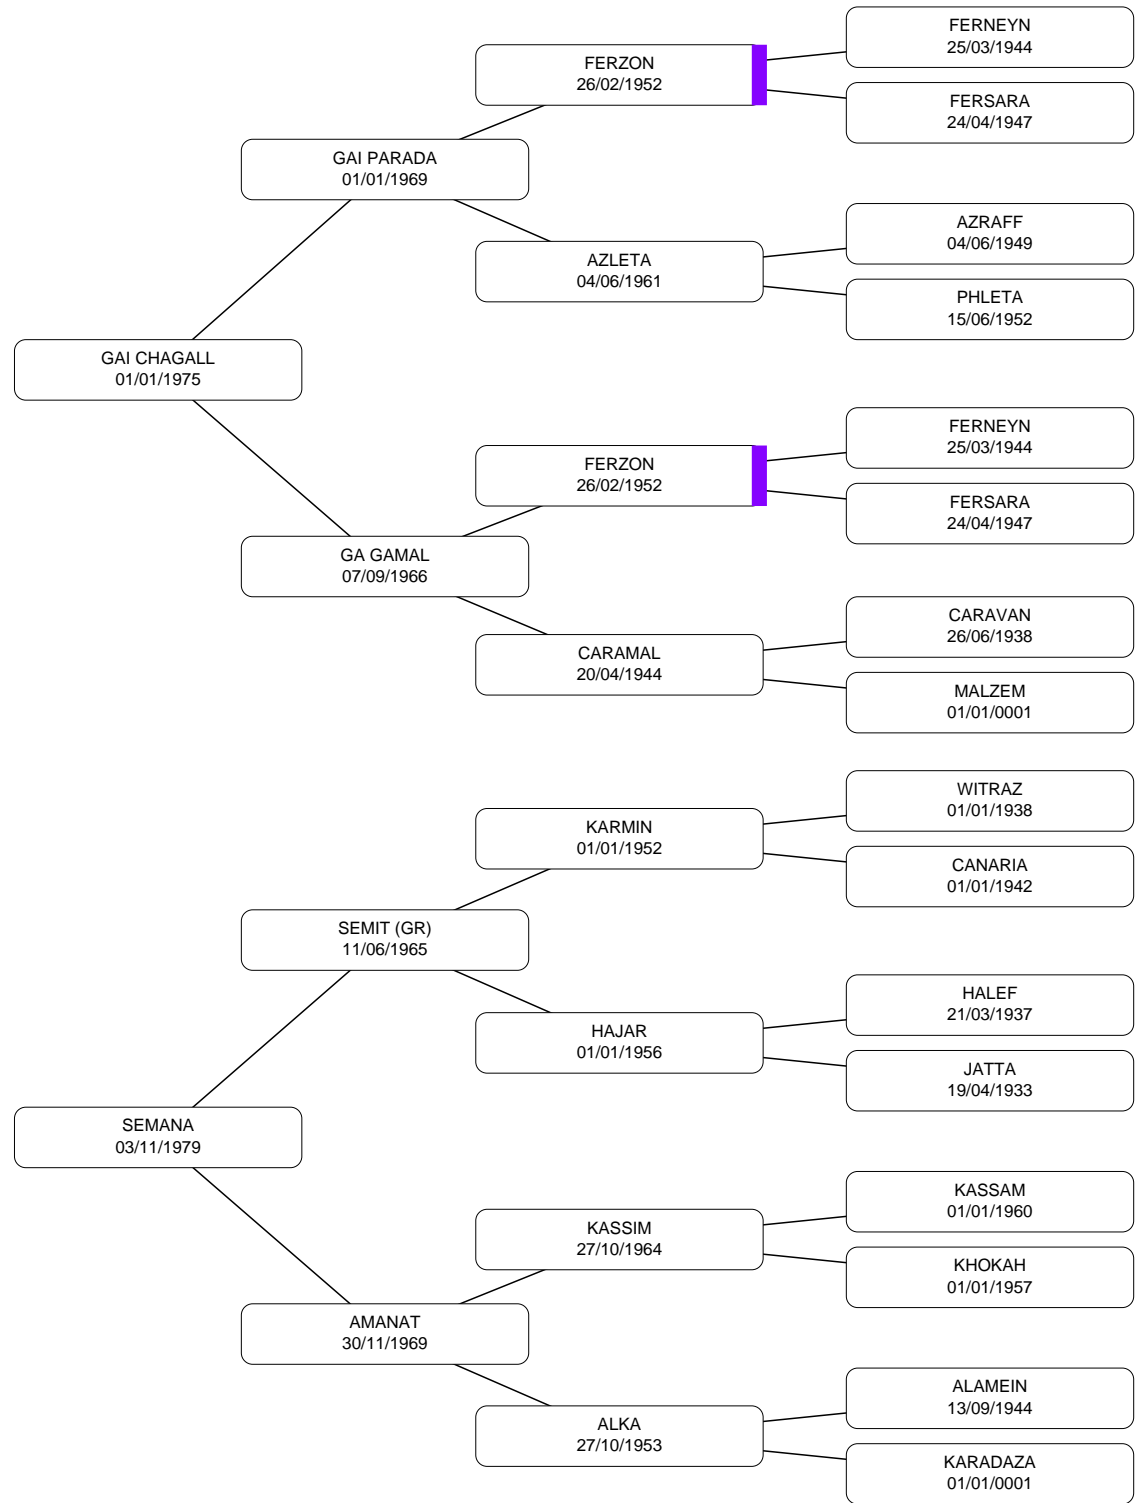 FERNEYN
25/03/1944
FERZON
26/02/1952
FERSARA
24/04/1947
GAI PARADA
01/01/1969
AZRAFF
04/06/1949
AZLETA
04/06/1961
PHLETA
15/06/1952
GAI CHAGALL
01/01/1975
FERNEYN
25/03/1944
FERZON
26/02/1952
FERSARA
24/04/1947
GA GAMAL
07/09/1966
CARAVAN
26/06/1938
CARAMAL
20/04/1944
MALZEM
01/01/0001
WITRAZ
01/01/1938
KARMIN
01/01/1952
CANARIA
01/01/1942
SEMIT (GR)
11/06/1965
HALEF
21/03/1937
HAJAR
01/01/1956
JATTA
19/04/1933
SEMANA
03/11/1979
KASSAM
01/01/1960
KASSIM
27/10/1964
KHOKAH
01/01/1957
AMANAT
30/11/1969
ALAMEIN
13/09/1944
ALKA
27/10/1953
KARADAZA
01/01/0001